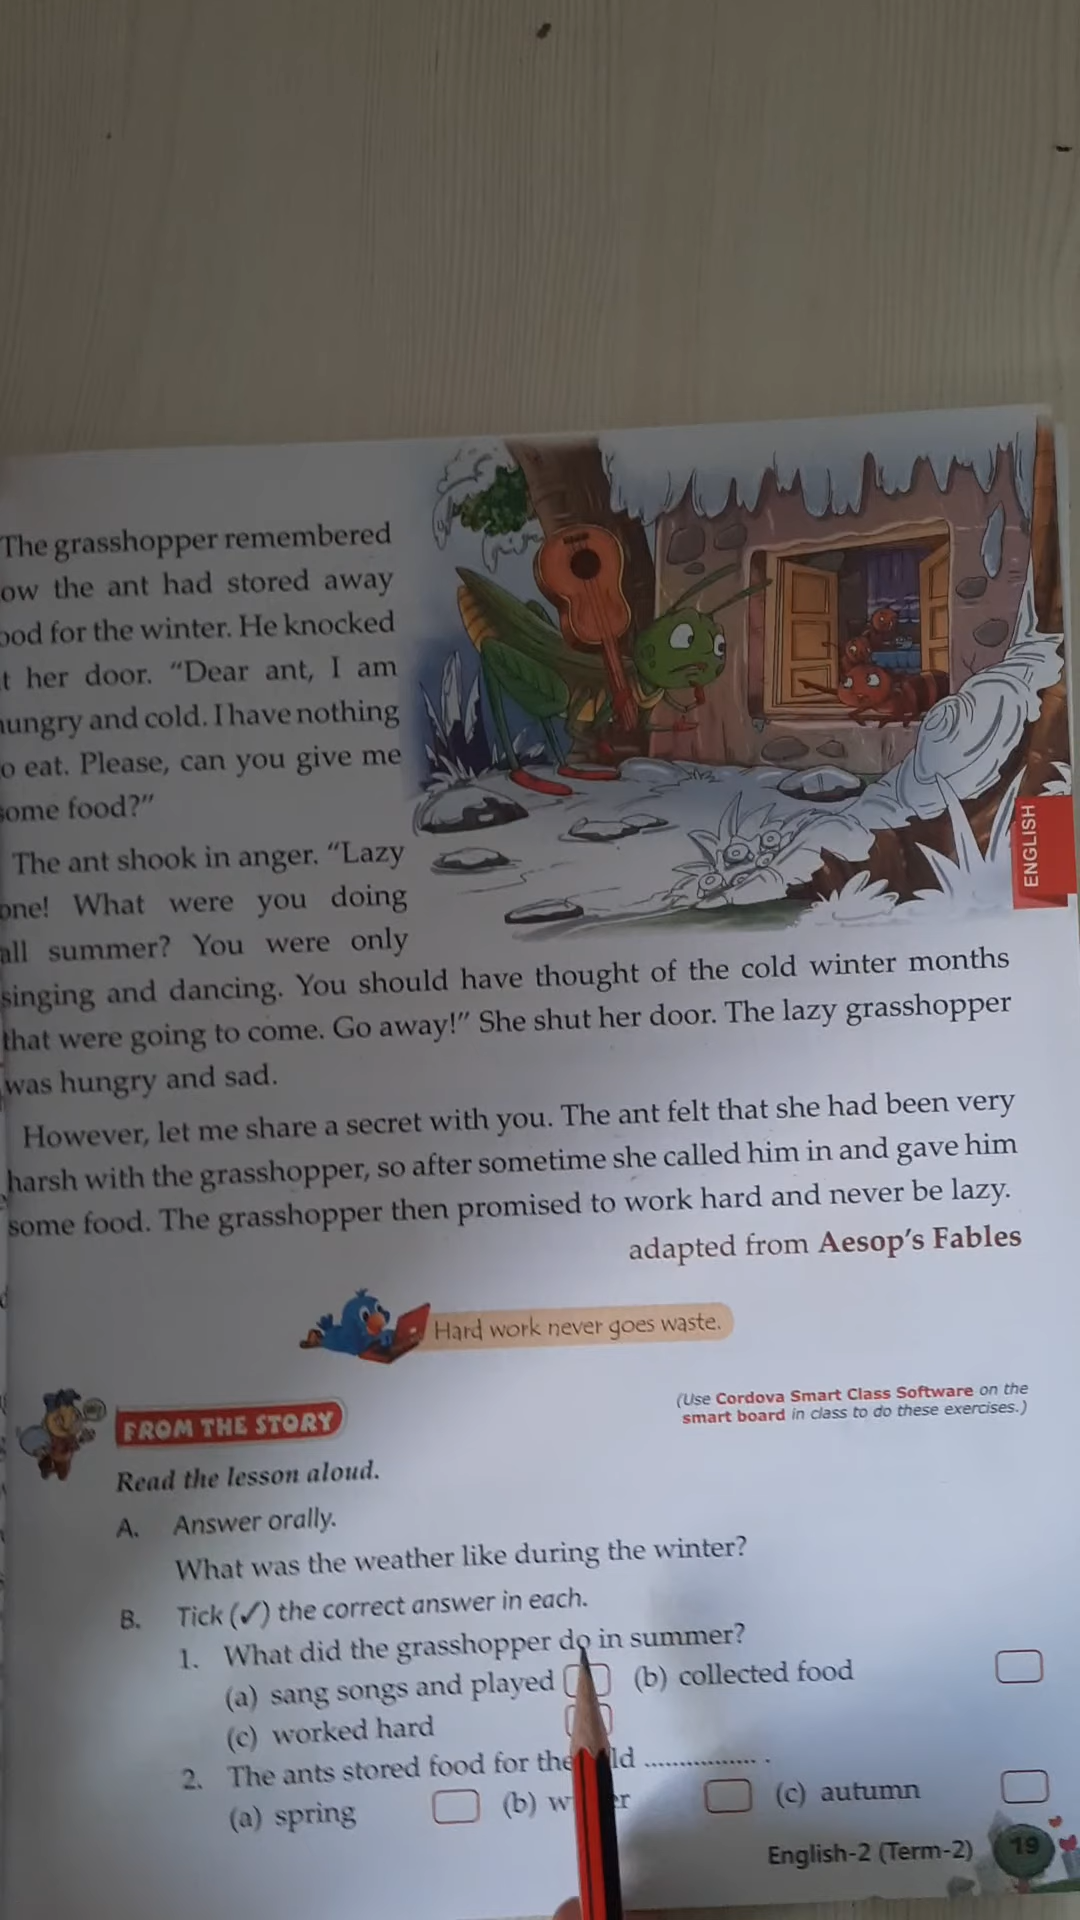 The grasshopper remembered
ow the ant had stored away
ood for the winter. He knocked
t her door. “Dear ant, I am
ungry and cold. I have nothing
o eat. Please, can you give me
some food?”
The ant shook in anger. “Lazy
one! What were you doing
all summer? You were only
singing and dancing. You should have thought of the cold winter months
that were going to come. Go away!” She shut her door. The lazy grasshopper
was hungry and sad.
However, let me share a secret with you. The ant felt that she had been very
harsh with the grasshopper, so after sometime she called him in and gave him
some food. The grasshopper then promised to work hard and never be lazy.
adapted from Aesop’s Fables
ENGLISH
Hard work never goes waste.
FROM THE STORY
(Use Cordova Smart Class Software on the
smart board in class to do these exercises.)
Read the lesson aloud.
A. Answer orally.
What was the weather like during the winter?
B. Tick (✓) the correct answer in each.
1. What did the grasshopper do in summer?
(a) sang songs and played (b) collected food
(c) worked hard
2. The ants stored food for the ld ................ .
(a) spring (b) w er (c) autumn
English-2 (Term-2) 19